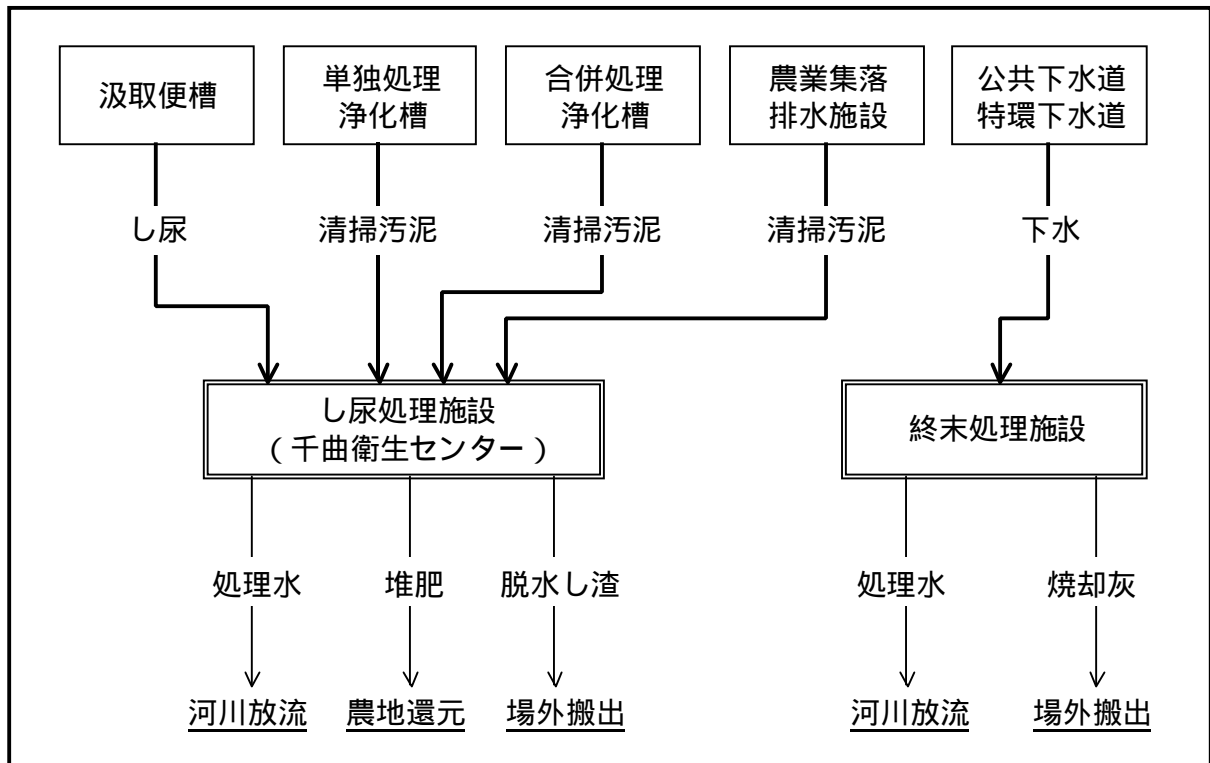 汲取便槽
単独処理
浄化槽
合併処理
浄化槽
農業集落
排水施設
公共下水道
特環下水道
し尿
清掃汚泥
清掃汚泥
清掃汚泥
下水
し尿処理施設
(千曲衛生センター)
終末処理施設
処理水
堆肥
脱水し渣
処理水
焼却灰
河川放流
農地還元
場外搬出
河川放流
場外搬出